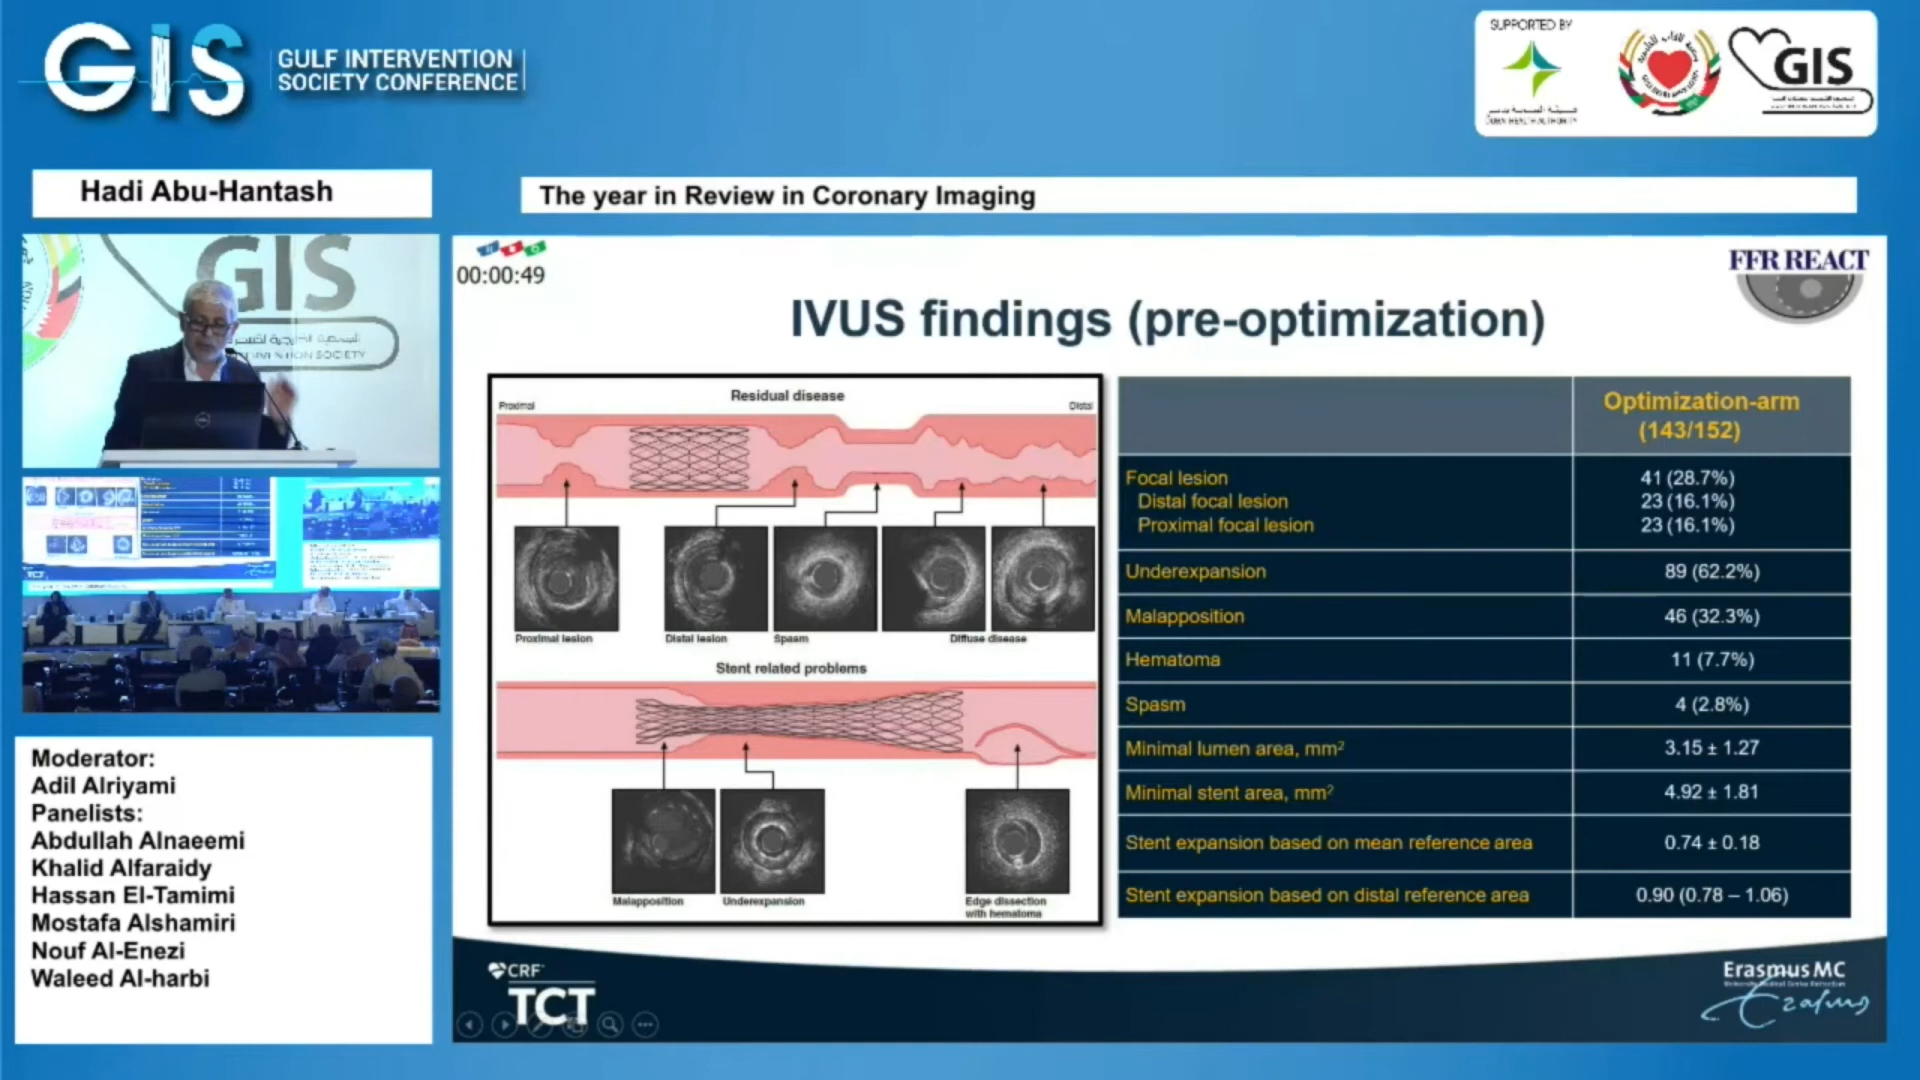 GIS
GULF INTERVENTION
SOCIETY CONFERENCE
SUPPORTED BY
GIS
Hadi Abu-Hantash
The year in Review in Coronary Imaging
GIS
00:00:49
FFR REACT
IVUS findings (pre-optimization)
Residual disease
Proximal
Distal
Proximal lesion
Distal lesion
Spasm
Diffuse disease
Stent related problems
Malapposition
Underexpansion
Edge dissection
with hematoma
Optimization-arm
(143/152)
Focal lesion 41 (28.7%)
Distal focal lesion 23 (16.1%)
Proximal focal lesion 23 (16.1%)
Underexpansion 89 (62.2%)
Malapposition 46 (32.3%)
Hematoma 11 (7.7%)
Spasm 4 (2.8%)
Minimal lumen area, mm² 3.15 ± 1.27
Minimal stent area, mm² 4.92 ± 1.81
Stent expansion based on mean reference area 0.74 ± 0.18
Stent expansion based on distal reference area 0.90 (0.78 – 1.06)
Moderator:
Adil Alriyami
Panelists:
Abdullah Alnaeemi
Khalid Alfaraidy
Hassan El-Tamimi
Mostafa Alshamiri
Nouf Al-Enezi
Waleed Al-harbi
CRF
TCT
Erasmus MC